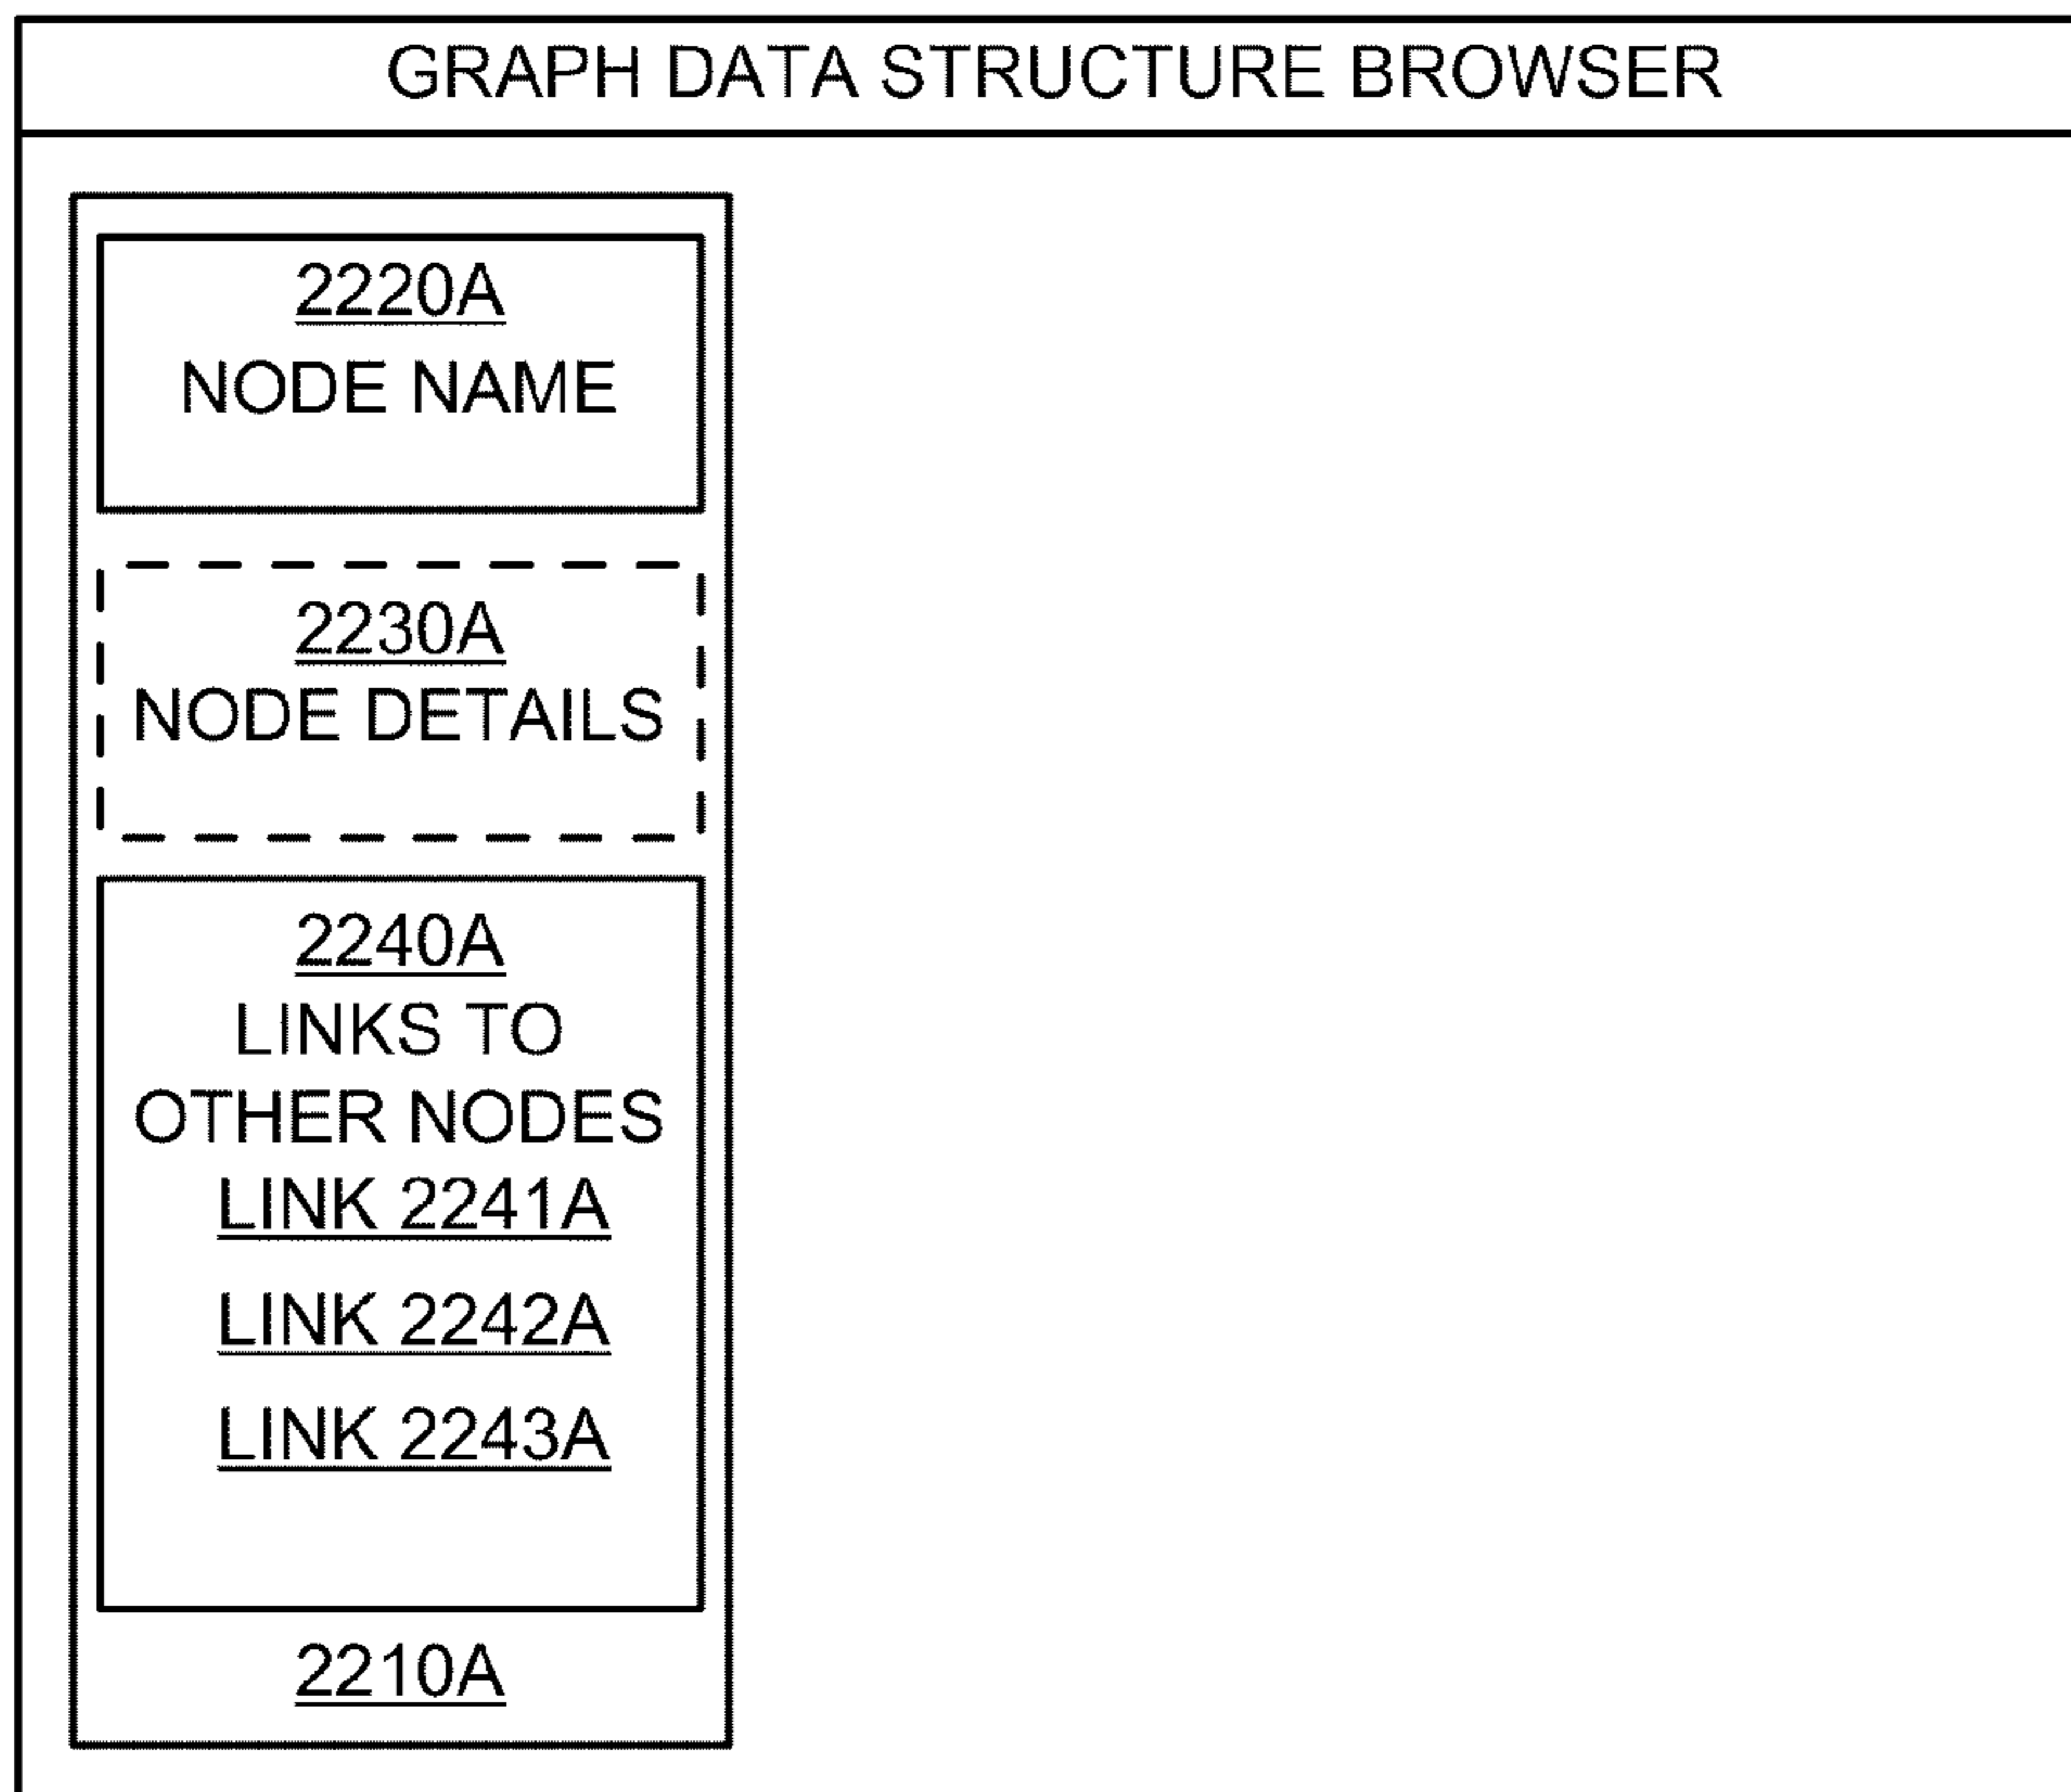 GRAPH DATA STRUCTURE BROWSER
2220A
NODE NAME
2230A
NODE DETAILS
2240A
LINKS TO
OTHER NODES
LINK 2241A
LINK 2242A
LINK 2243A
2210A